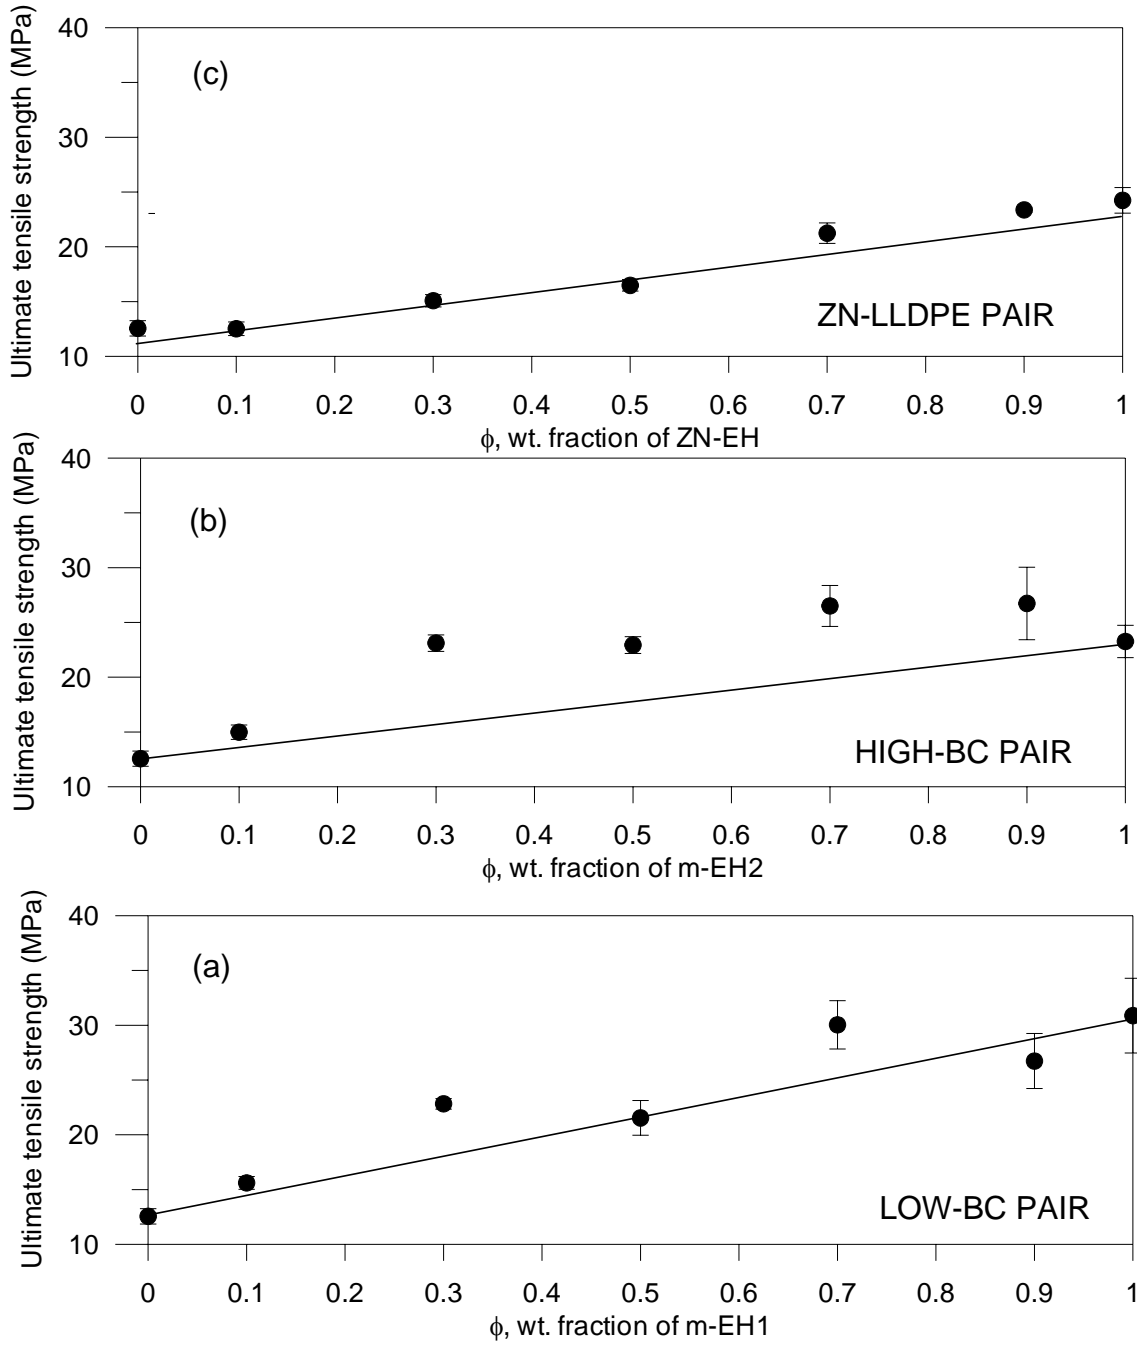 Ultimate tensile strength (MPa)
40
30
20
10
(c)
ZN-LLDPE PAIR
0 0.1 0.2 0.3 0.4 0.5 0.6 0.7 0.8 0.9 1
ϕ, wt. fraction of ZN-EH
Ultimate tensile strength (MPa)
40
30
20
10
(b)
HIGH-BC PAIR
0 0.1 0.2 0.3 0.4 0.5 0.6 0.7 0.8 0.9 1
ϕ, wt. fraction of m-EH2
Ultimate tensile strength (MPa)
40
30
20
10
(a)
LOW-BC PAIR
0 0.1 0.2 0.3 0.4 0.5 0.6 0.7 0.8 0.9 1
ϕ, wt. fraction of m-EH1